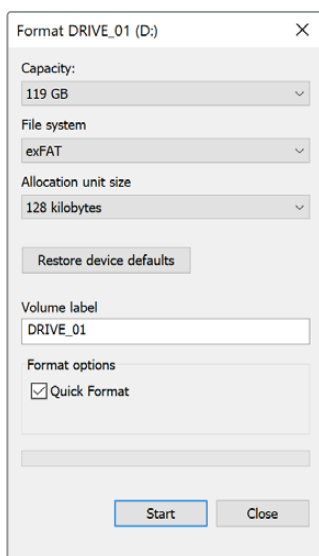 Format DRIVE_01 (D:)
Capacity:
119 GB
File system
exFAT
Allocation unit size
128 kilobytes
Restore device defaults
Volume label
DRIVE_01
Format options
Quick Format
Start Close